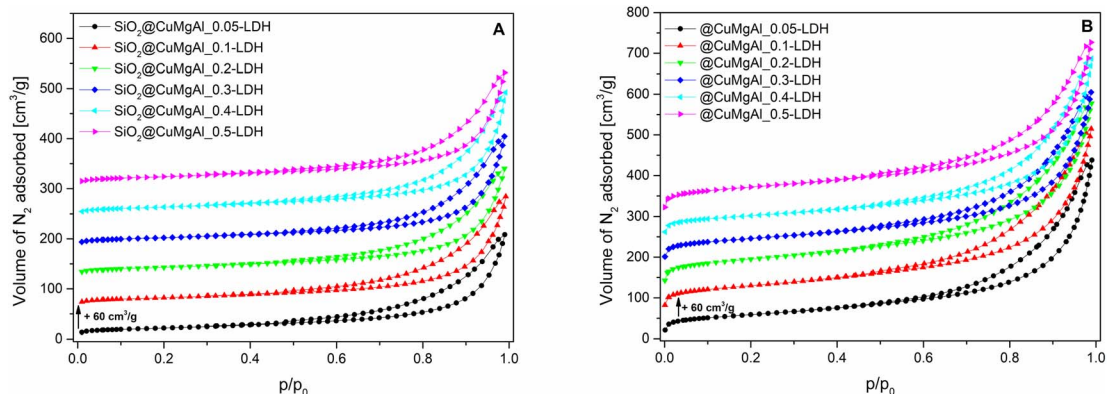 A
SiO2@CuMgAl_0.05-LDH
SiO2@CuMgAl_0.1-LDH
SiO2@CuMgAl_0.2-LDH
SiO2@CuMgAl_0.3-LDH
SiO2@CuMgAl_0.4-LDH
SiO2@CuMgAl_0.5-LDH
Volume of N2 adsorbed [cm3/g]
600
500
400
300
200
100
0
+ 60 cm3/g
0.0 0.2 0.4 0.6 0.8 1.0
p/p0
B
@CuMgAl_0.05-LDH
@CuMgAl_0.1-LDH
@CuMgAl_0.2-LDH
@CuMgAl_0.3-LDH
@CuMgAl_0.4-LDH
@CuMgAl_0.5-LDH
Volume of N2 adsorbed [cm3/g]
800
700
600
500
400
300
200
100
0
+ 60 cm3/g
0.0 0.2 0.4 0.6 0.8 1.0
p/p0